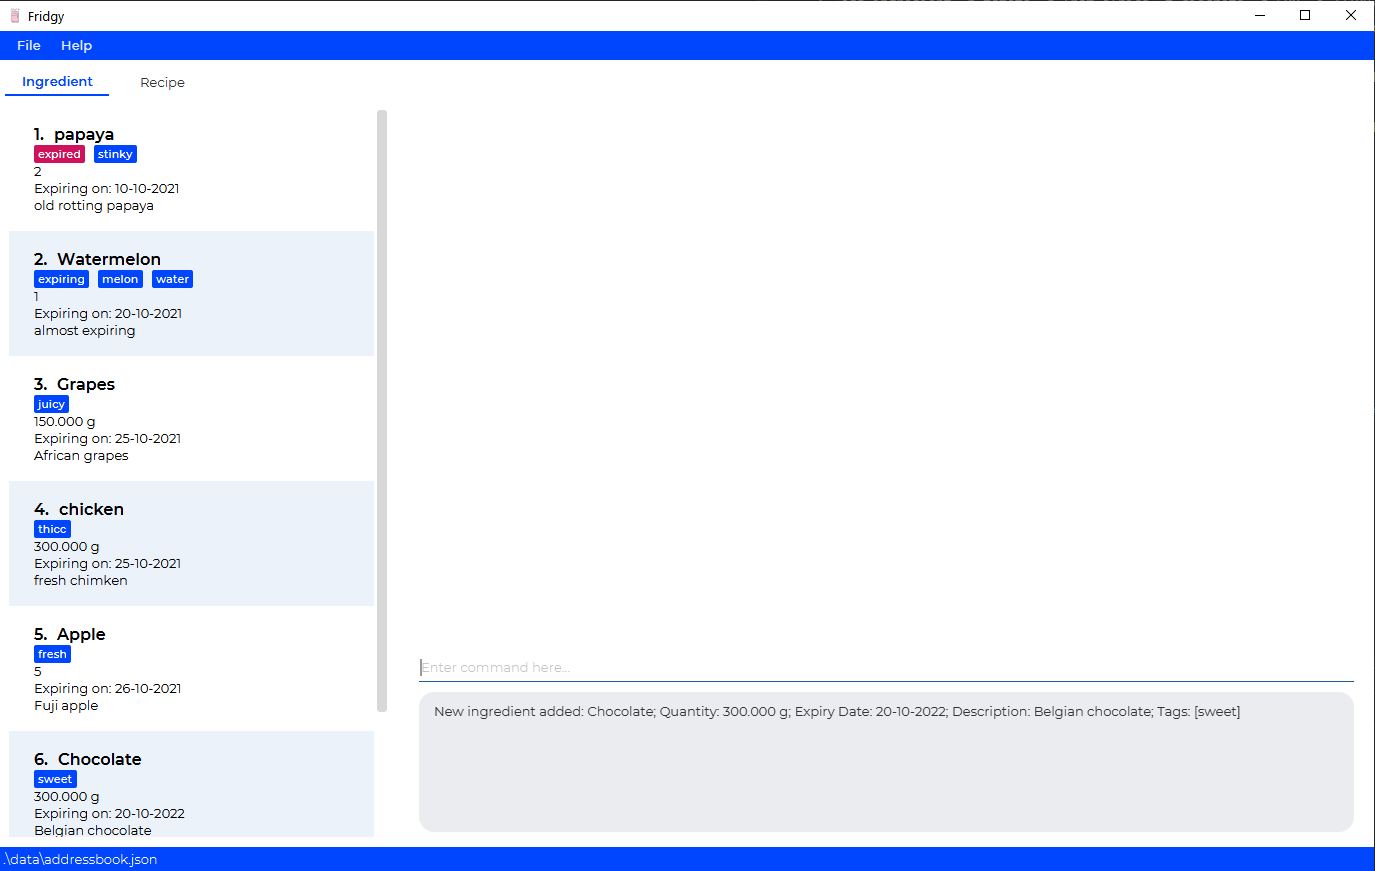 Fridgy
File Help
Ingredient Recipe
1. papaya
expired stinky
2
Expiring on: 10-10-2021
old rotting papaya
2. Watermelon
expiring melon water
1
Expiring on: 20-10-2021
almost expiring
3. Grapes
juicy
150.000 g
Expiring on: 25-10-2021
African grapes
4. chicken
thicc
300.000 g
Expiring on: 25-10-2021
fresh chimken
5. Apple
fresh
5
Expiring on: 26-10-2021
Fuji apple
6. Chocolate
sweet
300.000 g
Expiring on: 20-10-2022
Belgian chocolate
Enter command here...
New ingredient added: Chocolate; Quantity: 300.000 g; Expiry Date: 20-10-2022; Description: Belgian chocolate; Tags: [sweet]
.\data\addressbook.json